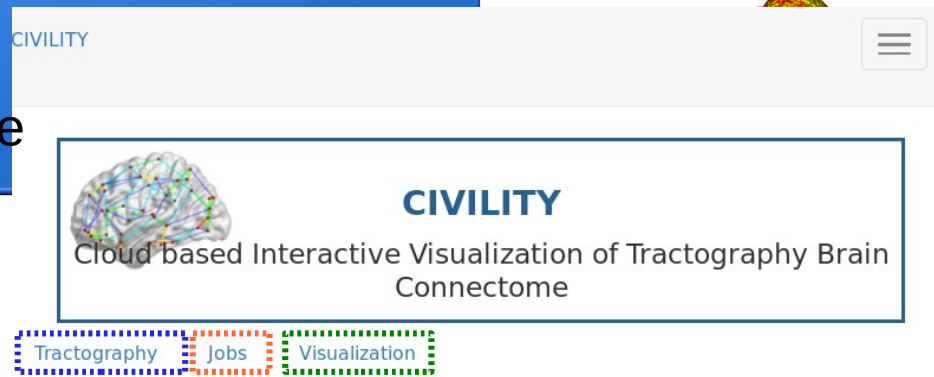 CIVILITY
e
CIVILITY
Cloud based Interactive Visualization of Tractography Brain
Connectome
Tractography Jobs Visualization